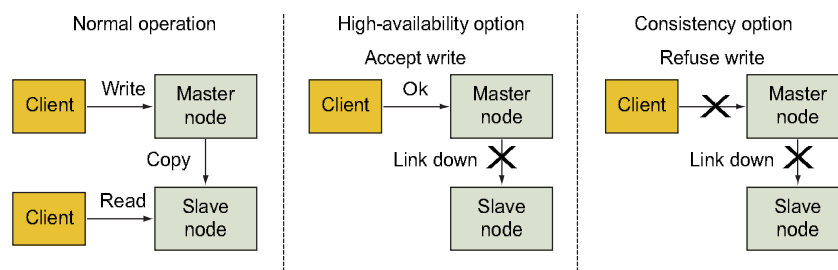 Normal operation
Client
Write
Master
node
Copy
Client
Read
Slave
node
High-availability option
Accept write
Client
Ok
Master
node
Link down
Slave
node
Consistency option
Refuse write
Client
Master
node
Link down
Slave
node